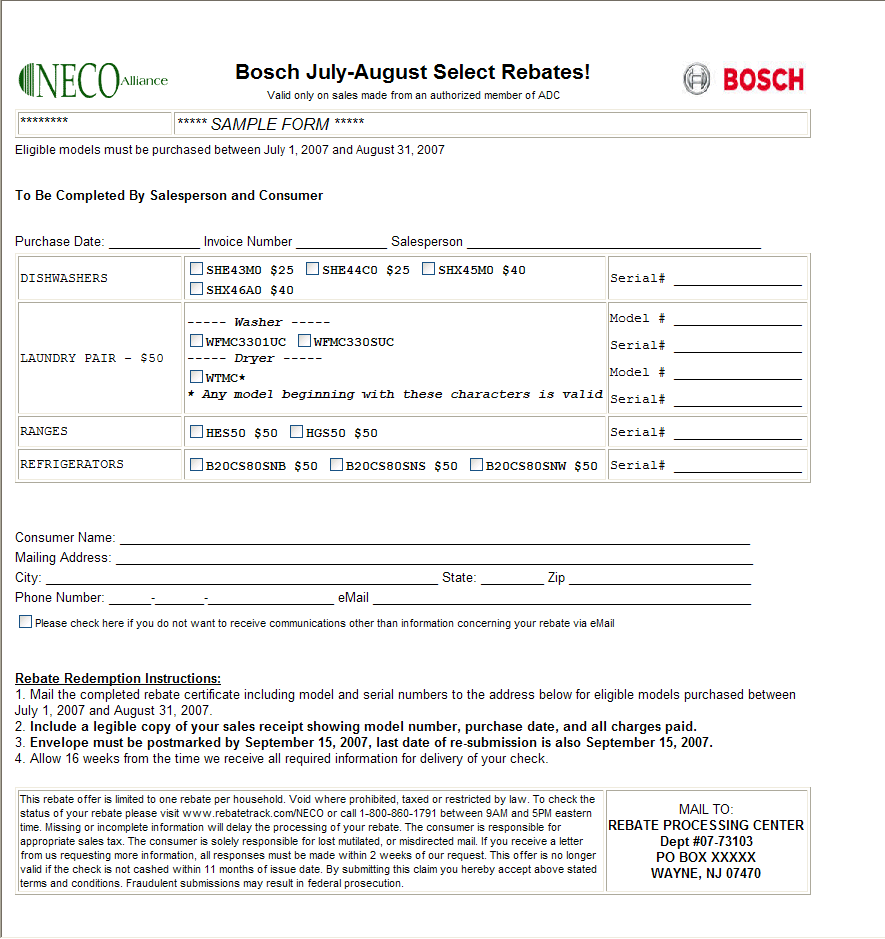 NECO Alliance
Bosch July-August Select Rebates!
BOSCH
Valid only on sales made from an authorized member of ADC
******** ***** SAMPLE FORM *****
Eligible models must be purchased between July 1, 2007 and August 31, 2007
To Be Completed By Salesperson and Consumer
Purchase Date: ____________ Invoice Number ____________ Salesperson ____________
DISHWASHERS
SHE43M0 $25 SHE44C0 $25 SHX45M0 $40
SHX46A0 $40
Serial# ____________
LAUNDRY PAIR - $50
----- Washer -----
WFMC3301UC WFMC330SUC
----- Dryer -----
WTMC*
* Any model beginning with these characters is valid
Model # ____________
Serial# ____________
Model # ____________
Serial# ____________
RANGES
HES50 $50 HGS50 $50
Serial# ____________
REFRIGERATORS
B20CS80SNB $50 B20CS80SNS $50 B20CS80SNW $50
Serial# ____________
Consumer Name: ____________
Mailing Address: ____________
City: ____________ State: ________ Zip ____________
Phone Number: ______-______-____________ eMail ____________
Please check here if you do not want to receive communications other than information concerning your rebate via eMail
Rebate Redemption Instructions:
1. Mail the completed rebate certificate including model and serial numbers to the address below for eligible models purchased between
July 1, 2007 and August 31, 2007.
2. Include a legible copy of your sales receipt showing model number, purchase date, and all charges paid.
3. Envelope must be postmarked by September 15, 2007, last date of re-submission is also September 15, 2007.
4. Allow 16 weeks from the time we receive all required information for delivery of your check.
This rebate offer is limited to one rebate per household. Void where prohibited, taxed or restricted by law. To check the
status of your rebate please visit www.rebatetrack.com/NECO or call 1-800-860-1791 between 9AM and 5PM eastern
time. Missing or incomplete information will delay the processing of your rebate. The consumer is responsible for
appropriate sales tax. The consumer is solely responsible for lost mutilated, or misdirected mail. If you receive a letter
from us requesting more information, all responses must be made within 2 weeks of our request. This offer is no longer
valid if the check is not cashed within 11 months of issue date. By submitting this claim you hereby accept above stated
terms and conditions. Fraudulent submissions may result in federal prosecution.
MAIL TO:
REBATE PROCESSING CENTER
Dept #07-73103
PO BOX XXXXX
WAYNE, NJ 07470